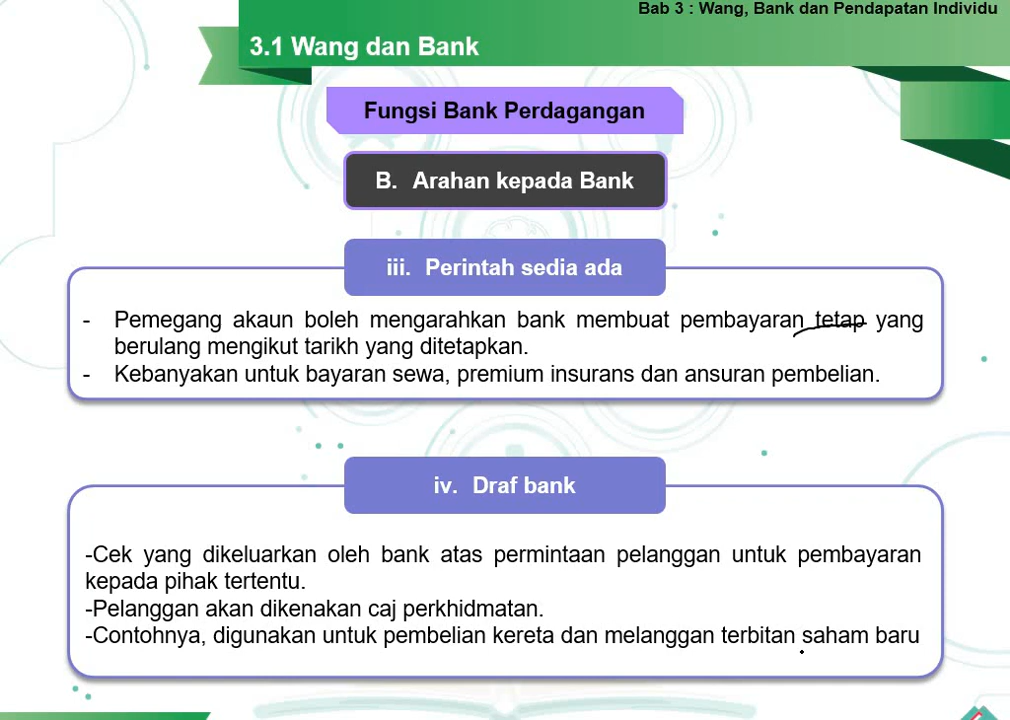 Bab 3 : Wang, Bank dan Pendapatan Individu
3.1 Wang dan Bank
Fungsi Bank Perdagangan
B. Arahan kepada Bank
iii. Perintah sedia ada
- Pemegang akaun boleh mengarahkan bank membuat pembayaran tetap yang
berulang mengikut tarikh yang ditetapkan.
- Kebanyakan untuk bayaran sewa, premium insurans dan ansuran pembelian.
iv. Draf bank
-Cek yang dikeluarkan oleh bank atas permintaan pelanggan untuk pembayaran
kepada pihak tertentu.
-Pelanggan akan dikenakan caj perkhidmatan.
-Contohnya, digunakan untuk pembelian kereta dan melanggan terbitan saham baru